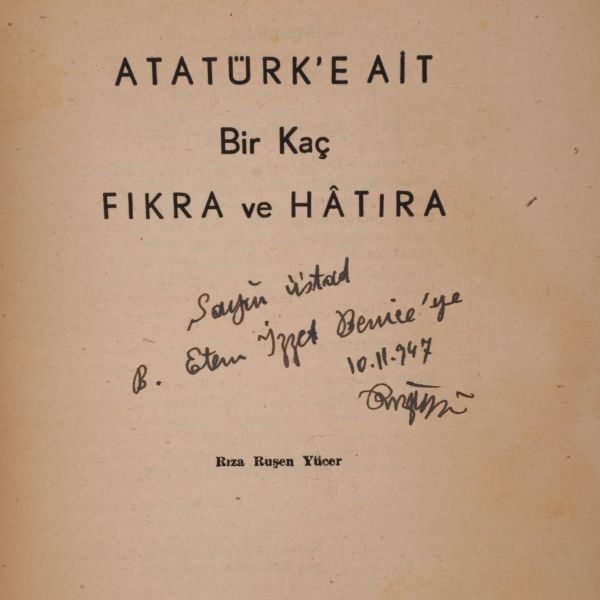 ATATÜRK'E AİT
Bir Kaç
FIKRA ve HÂTIRA
Sayın üstad
B. Etem İzzet Benice'ye
10.11.947
Rıza Ruşen Yücer